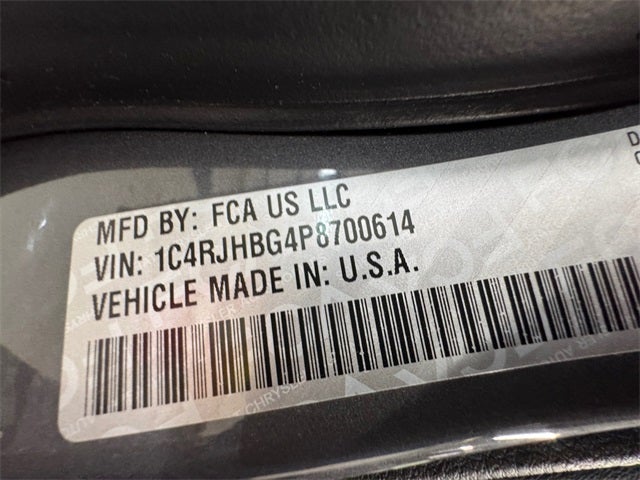 MFD BY: FCA US LLC
VIN: 1C4RJHBG4P8700614
VEHICLE MADE IN: U.S.A.
D